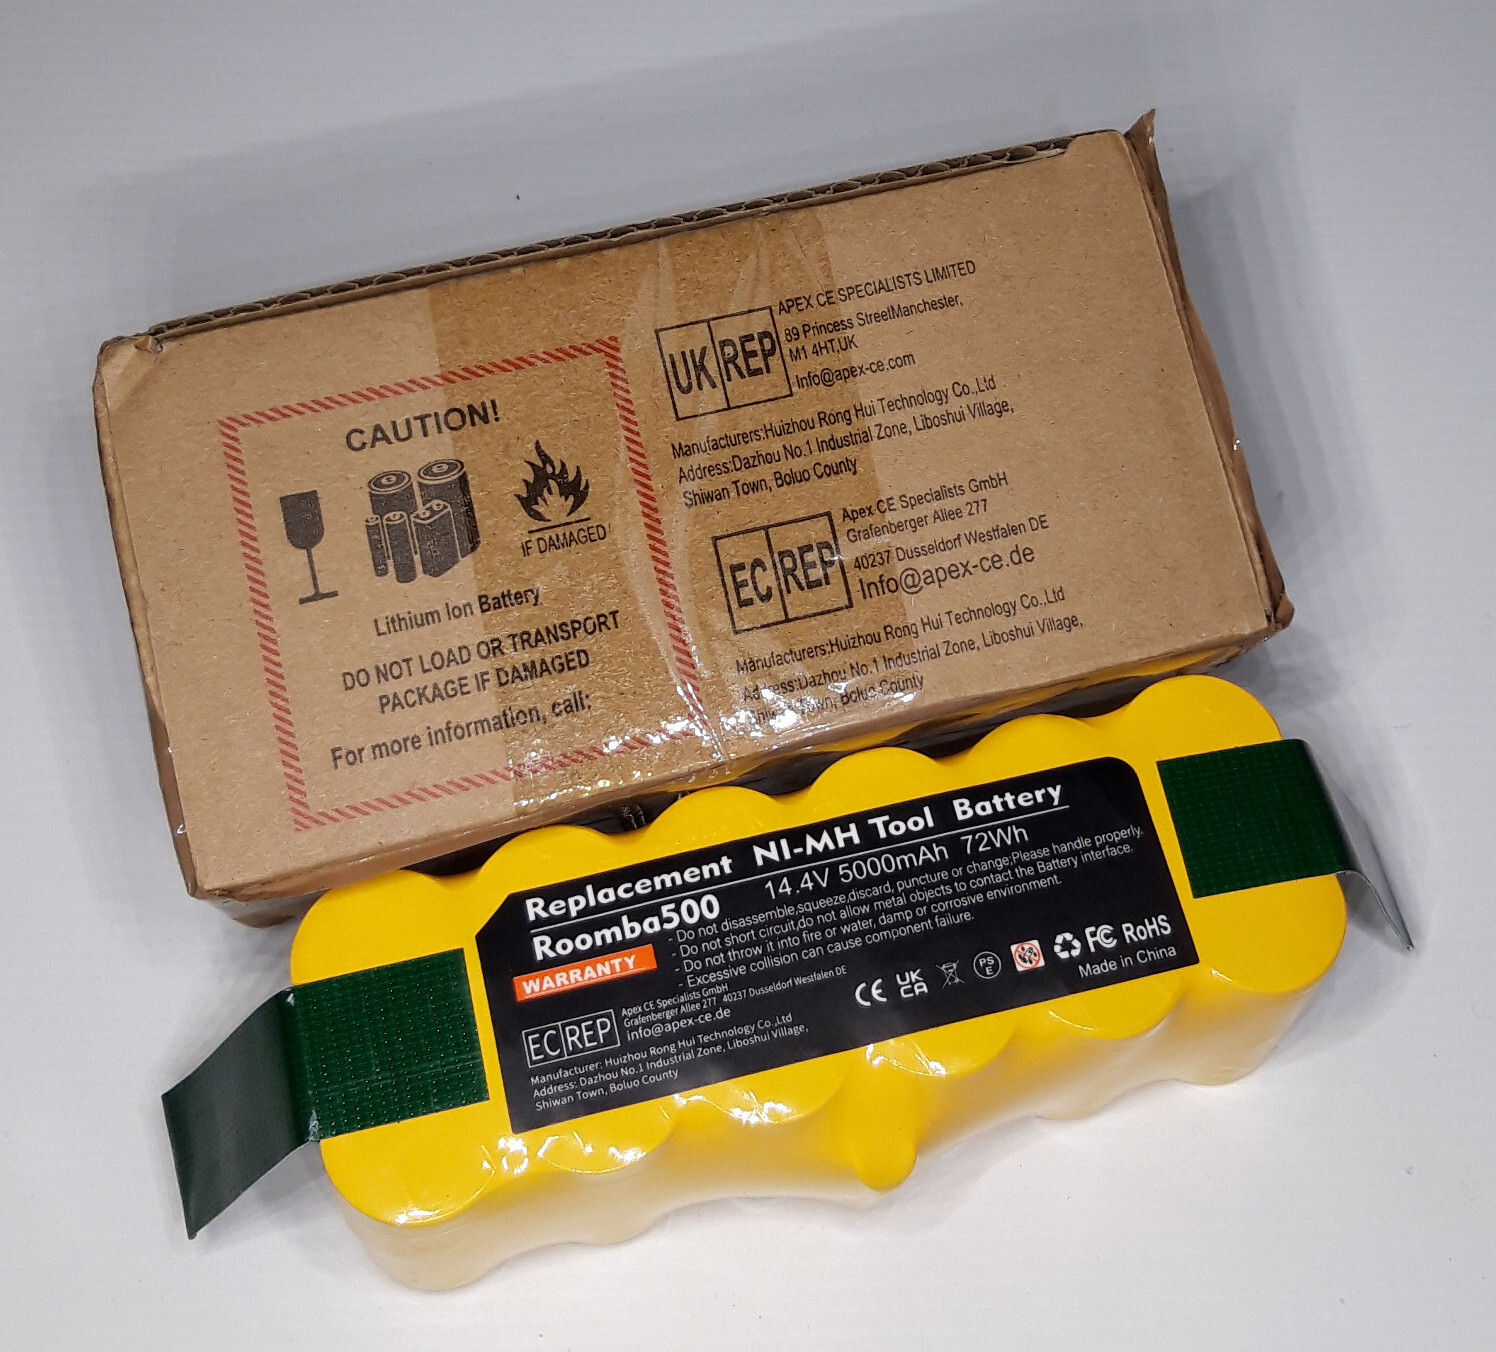 CAUTION!
IF DAMAGED
Lithium Ion Battery
DO NOT LOAD OR TRANSPORT
PACKAGE IF DAMAGED
For more information, call:
UK REP
APEX CE SPECIALISTS LIMITED
89 Princess StreetManchester,
M1 4HT,UK
Info@apex-ce.com
Manufacturers:Huizhou Rong Hui Technology Co.,Ltd
Address:Dazhou No.1 Industrial Zone, Liboshui Village,
Shiwan Town, Boluo County
EC REP
Apex CE Specialists GmbH
Grafenberger Allee 277
40237 Dusseldorf Westfalen DE
Info@apex-ce.de
Manufacturers:Huizhou Rong Hui Technology Co.,Ltd
Address:Dazhou No.1 Industrial Zone, Liboshui Village,
Shiwan Town, Boluo County
Replacement NI-MH Tool Battery
Roomba500 14.4V 5000mAh 72Wh
WARRANTY
- Do not disassemble,squeeze,discard, puncture or change;Please handle properly.
- Do not short circuit,do not allow metal objects to contact the Battery interface.
- Do not throw it into fire or water, damp or corrosive environment.
- Excessive collision can cause component failure.
EC REP
Apex CE Specialists GmbH
Grafenberger Allee 277 40237 Dusseldorf Westfalen DE
info@apex-ce.de
Manufacturer: Huizhou Rong Hui Technology Co.,Ltd
Address: Dazhou No.1 Industrial Zone, Liboshui Village,
Shiwan Town, Boluo County
CE UK CA PS E FC RoHS
Made in China